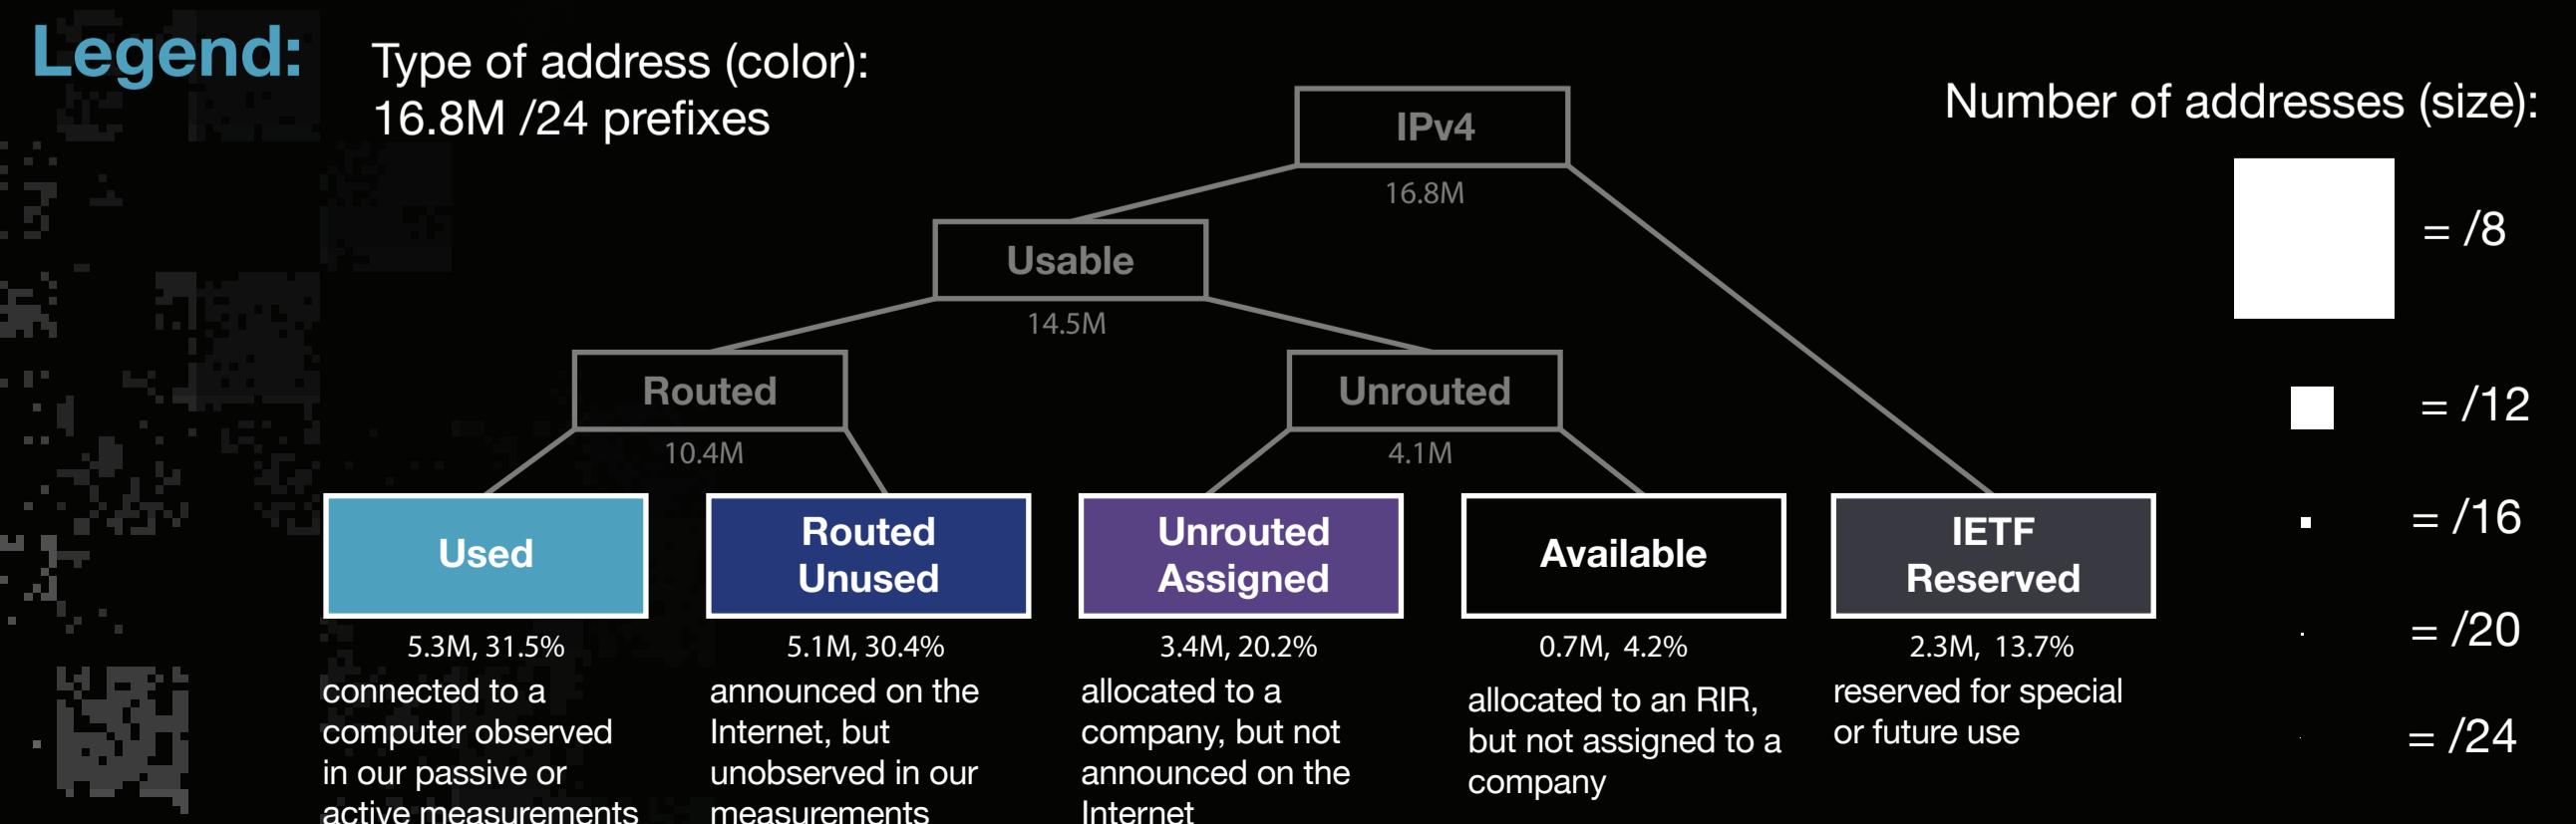 Legend:
Type of address (color):
16.8M /24 prefixes
Number of addresses (size):
IPv4
16.8M
Usable
14.5M
Routed
10.4M
Unrouted
4.1M
Used
5.3M, 31.5%
connected to a
computer observed
in our passive or
active measurements
Routed
Unused
5.1M, 30.4%
announced on the
Internet, but
unobserved in our
measurements
Unrouted
Assigned
3.4M, 20.2%
allocated to a
company, but not
announced on the
Internet
Available
0.7M, 4.2%
allocated to an RIR,
but not assigned to a
company
IETF
Reserved
2.3M, 13.7%
reserved for special
or future use
= /8
= /12
= /16
= /20
= /24